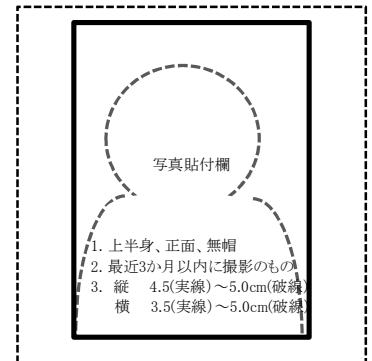 写真貼付欄
1. 上半身、正面、無帽
2. 最近3か月以内に撮影のもの
3. 縦 4.5(実線)～5.0cm(破線)
横 3.5(実線)～5.0cm(破線)